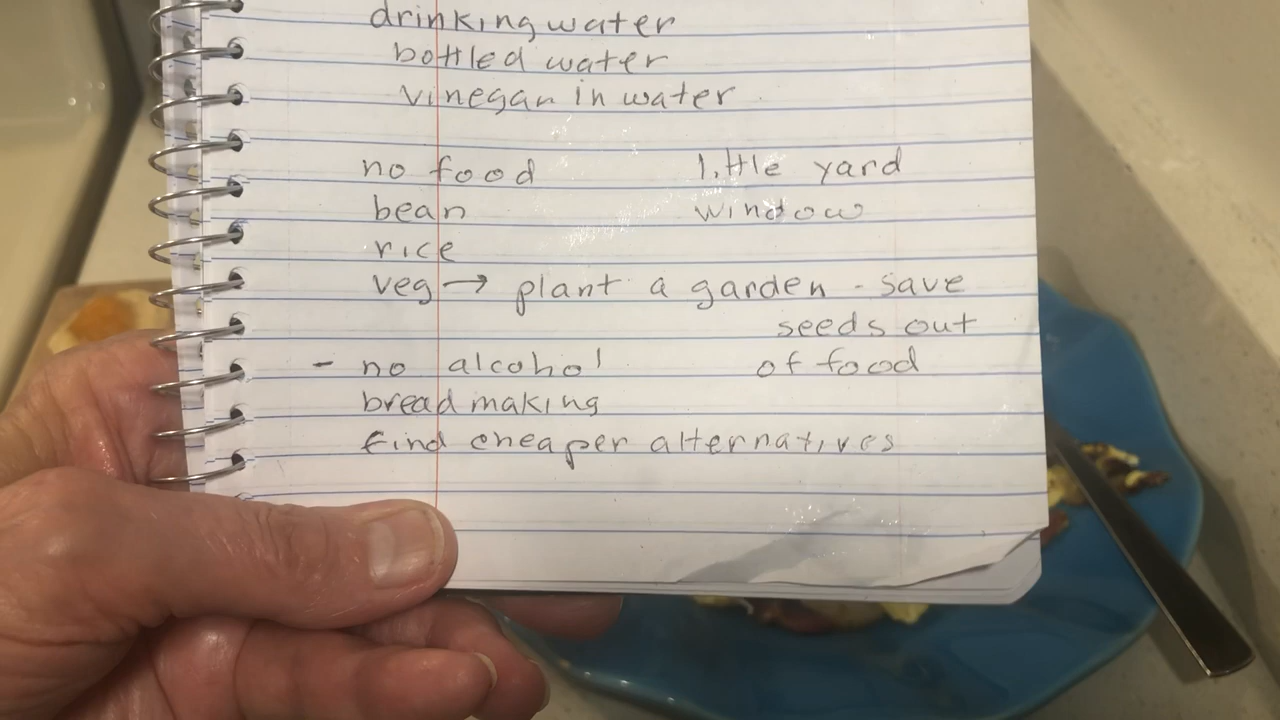 drinking water
bottled water
vinegar in water
no food little yard
bean window
rice
veg → plant a garden - save
seeds out
- no alcohol of food
bread making
find cheaper alternatives